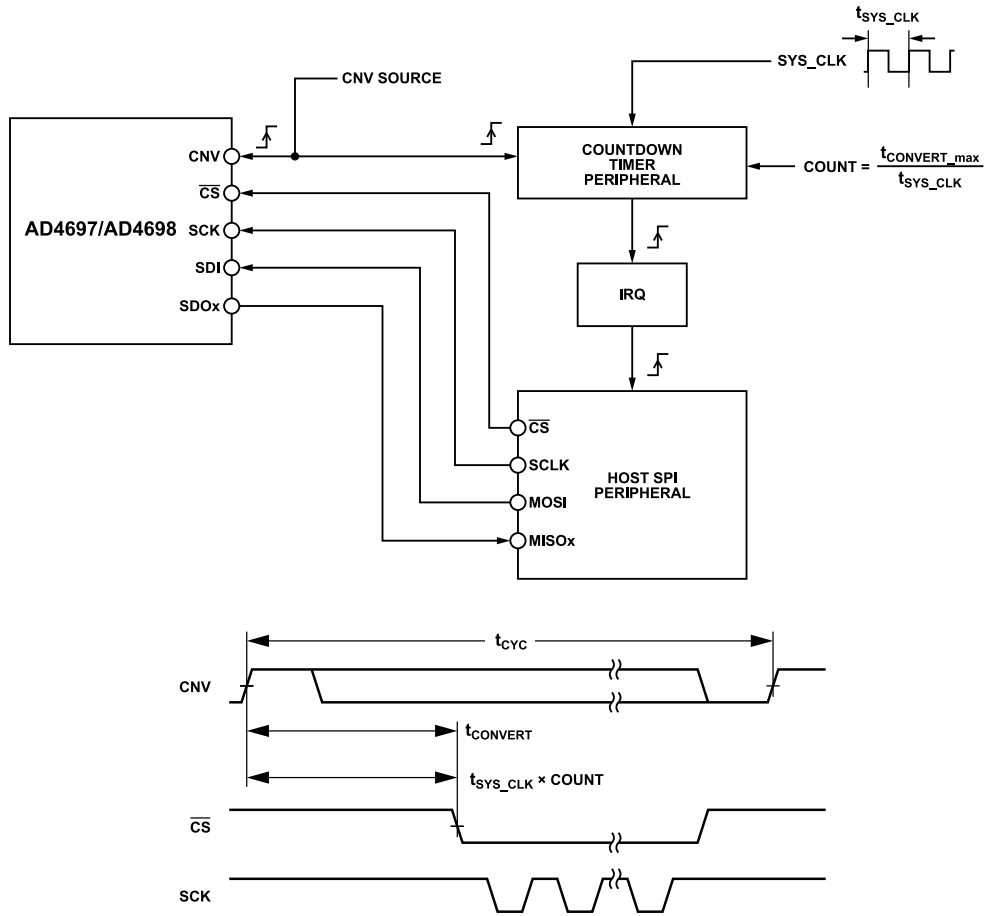 tSYS_CLK
SYS_CLK
CNV SOURCE
CNV
CS
SCK
SDI
SDOx
AD4697/AD4698
COUNTDOWN
TIMER
PERIPHERAL
COUNT = tCONVERT_max
tSYS_CLK
IRQ
CS
SCLK
MOSI
MISOx
HOST SPI
PERIPHERAL
tCYC
CNV
tCONVERT
tSYS_CLK × COUNT
CS
SCK